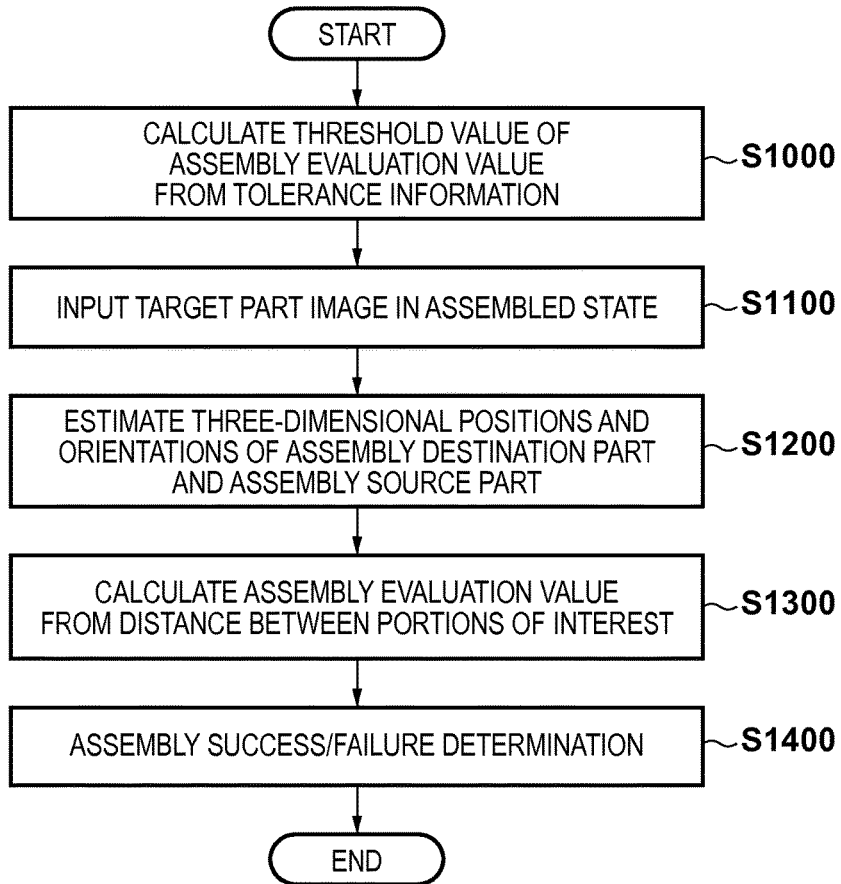 START
CALCULATE THRESHOLD VALUE OF
ASSEMBLY EVALUATION VALUE
FROM TOLERANCE INFORMATION
S1000
INPUT TARGET PART IMAGE IN ASSEMBLED STATE
S1100
ESTIMATE THREE-DIMENSIONAL POSITIONS AND
ORIENTATIONS OF ASSEMBLY DESTINATION PART
AND ASSEMBLY SOURCE PART
S1200
CALCULATE ASSEMBLY EVALUATION VALUE
FROM DISTANCE BETWEEN PORTIONS OF INTEREST
S1300
ASSEMBLY SUCCESS/FAILURE DETERMINATION
S1400
END